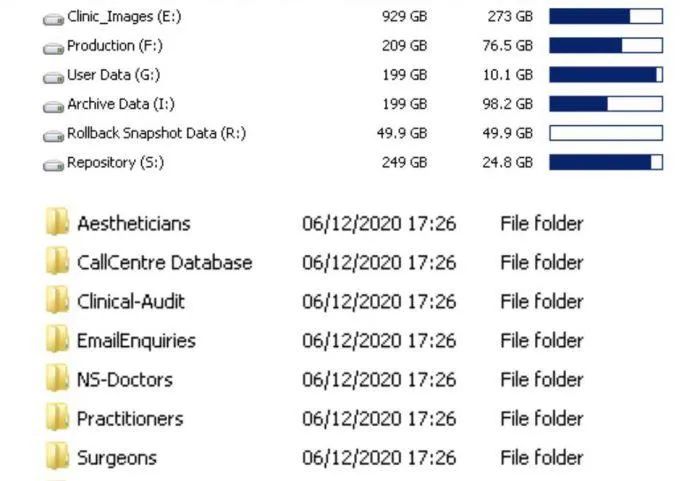 Clinic_Images (E:) 929 GB 273 GB
Production (F:) 209 GB 76.5 GB
User Data (G:) 199 GB 10.1 GB
Archive Data (I:) 199 GB 98.2 GB
Rollback Snapshot Data (R:) 49.9 GB 49.9 GB
Repository (S:) 249 GB 24.8 GB
Aestheticians 06/12/2020 17:26 File folder
CallCentre Database 06/12/2020 17:26 File folder
Clinical-Audit 06/12/2020 17:26 File folder
EmailEnquiries 06/12/2020 17:26 File folder
NS-Doctors 06/12/2020 17:26 File folder
Practitioners 06/12/2020 17:26 File folder
Surgeons 06/12/2020 17:26 File folder